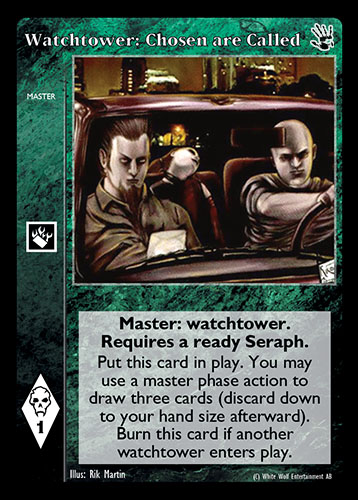 Watchtower: Chosen are Called
MASTER
Master: watchtower.
Requires a ready Seraph.
Put this card in play. You may
use a master phase action to
draw three cards (discard down
to your hand size afterward).
Burn this card if another
watchtower enters play.
1
Illus: Rik Martin
(C) White Wolf Entertainment AB